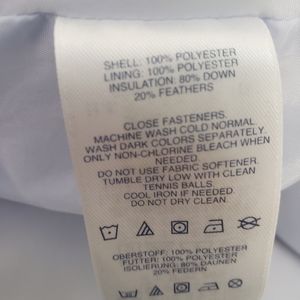 SHELL: 100% POLYESTER
LINING: 100% POLYESTER
INSULATION: 80% DOWN
20% FEATHERS
CLOSE FASTENERS.
MACHINE WASH COLD NORMAL.
WASH DARK COLORS SEPARATELY.
ONLY NON-CHLORINE BLEACH WHEN
NEEDED.
DO NOT USE FABRIC SOFTENER.
TUMBLE DRY LOW WITH CLEAN
TENNIS BALLS.
COOL IRON IF NEEDED.
DO NOT DRY CLEAN
OBERSTOFF: 100% POLYESTER
FUTTER: 100% POLYESTER
ISOLIERUNG: 80% DAUNEN
20% FEDERN